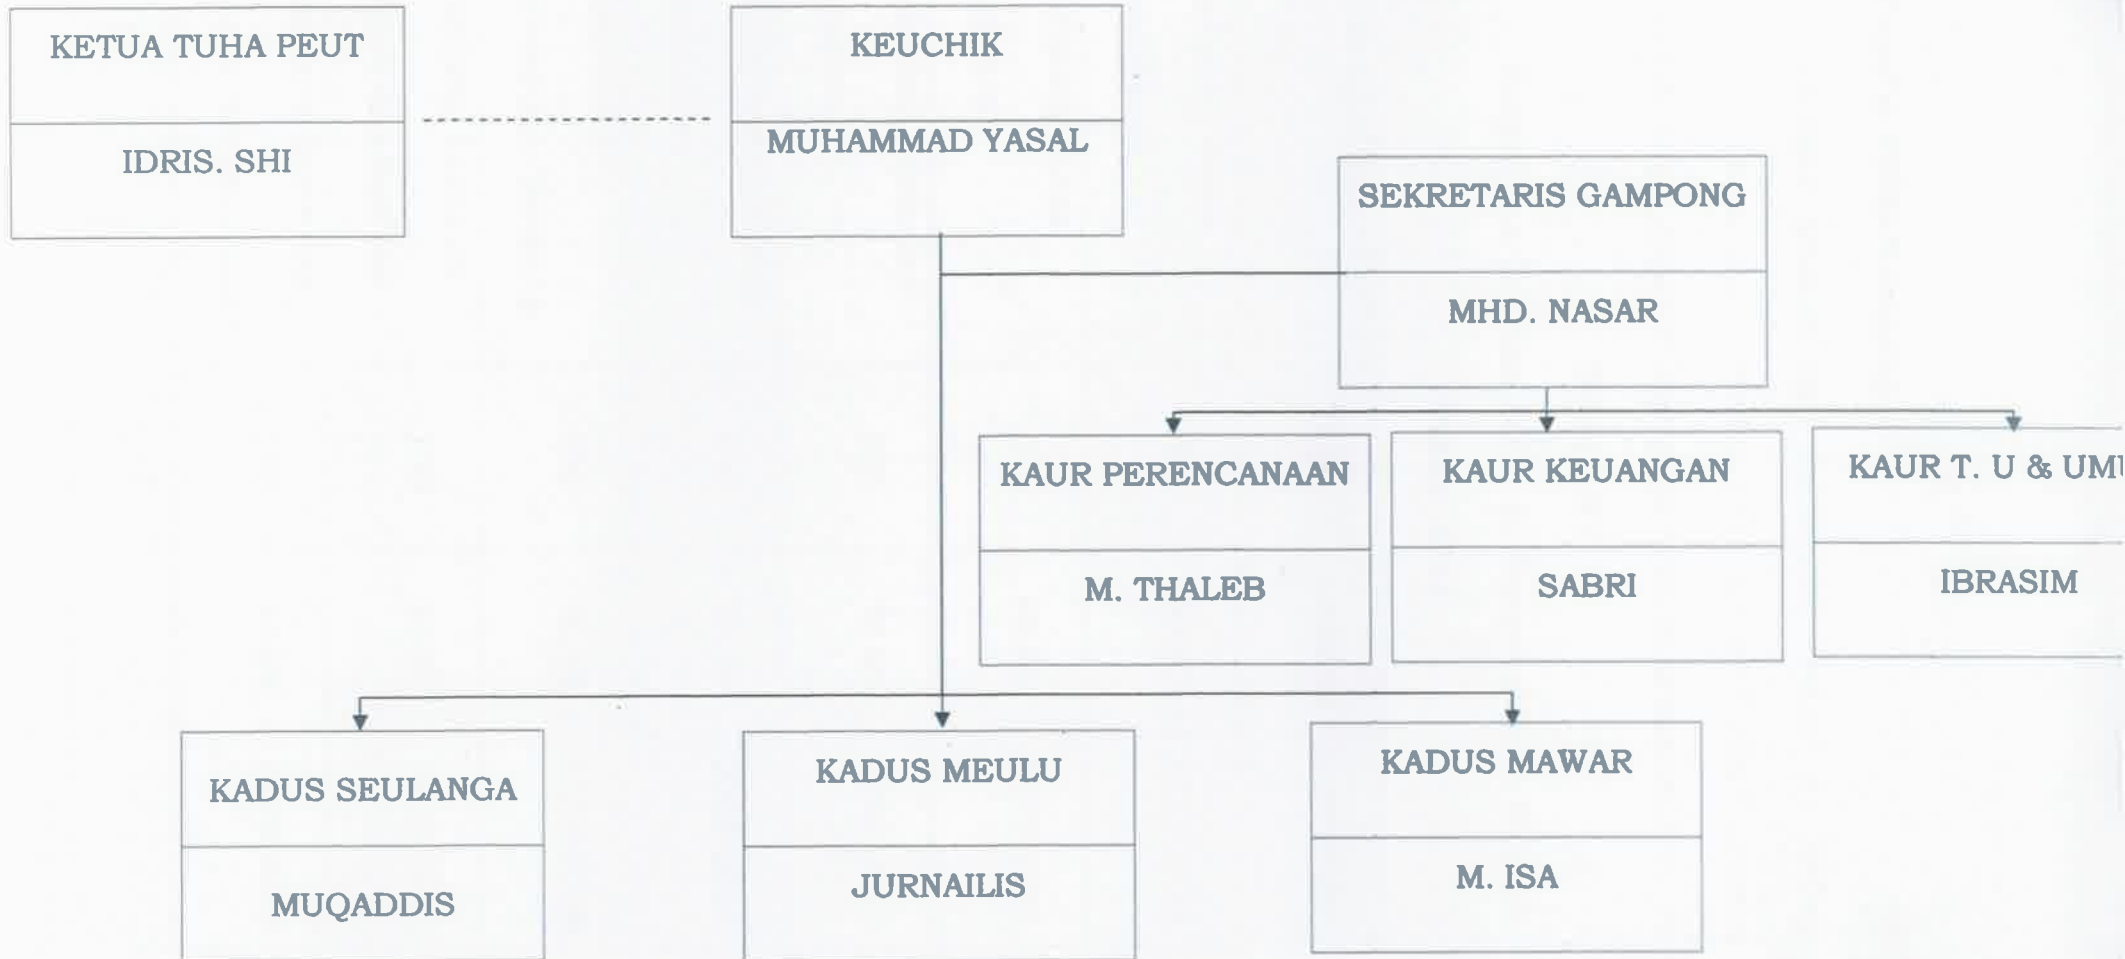 KETUA TUHA PEUT
IDRIS. SHI
KEUCHIK
MUHAMMAD YASAL
SEKRETARIS GAMPONG
MHD. NASAR
KAUR PERENCANAAN
M. THALEB
KAUR KEUANGAN
SABRI
KAUR T. U &
IBRASIM
KADUS SEULANGA
MUQADDIS
KADUS MEULU
JURNAILIS
KADUS MAWAR
M. ISA